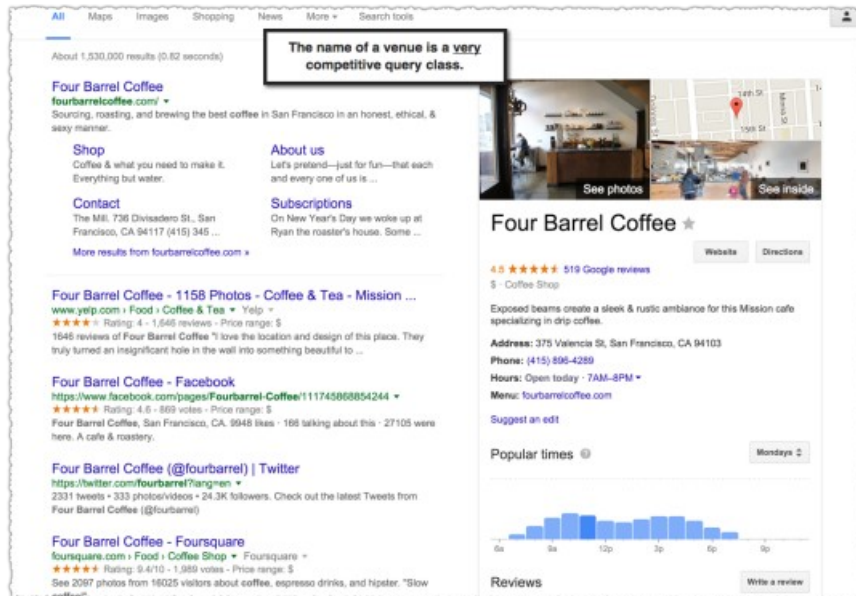 All Maps Images Shopping News More Search tools
The name of a venue is a very
competitive query class.
About 1,530,000 results (0.82 seconds)
Four Barrel Coffee
fourbarrelcoffee.com/
Sourcing, roasting, and brewing the best coffee in San Francisco in an honest, ethical, &
sexy manner.
Shop
Coffee & what you need to make it.
Everything but water.
About us
Let's pretend—just for fun—that each
and every one of us is ...
Contact
The Mill. 736 Divisadero St., San
Francisco, CA 94117 (415) 345 ...
Subscriptions
On New Year's Day we woke up at
Ryan the roaster's house. Some ...
More results from fourbarrelcoffee.com »
Four Barrel Coffee - 1158 Photos - Coffee & Tea - Mission ...
www.yelp.com › Food › Coffee & Tea Yelp
Rating: 4 - 1,646 reviews - Price range: $
1646 reviews of Four Barrel Coffee "I love the location and design of this place. They
truly turned an insignificant hole in the wall into something beautiful to ...
Four Barrel Coffee - Facebook
https://www.facebook.com/pages/Fourbarrel-Coffee/111745868854244
Rating: 4.6 - 869 votes - Price range: $
Four Barrel Coffee, San Francisco, CA. 9948 likes · 166 talking about this · 27105 were
here. A cafe & roastery.
Four Barrel Coffee (@fourbarrel) | Twitter
https://twitter.com/fourbarrel?lang=en
2331 tweets • 333 photos/videos • 24.3K followers. Check out the latest Tweets from
Four Barrel Coffee (@fourbarrel)
Four Barrel Coffee - Foursquare
foursquare.com › Food › Coffee Shop Foursquare
Rating: 9.4/10 - 1,989 votes - Price range: $
See 2097 photos from 16025 visitors about coffee, espresso drinks, and hipster. "Slow
coffee!"
14th St
15th St
See photos
See inside
Four Barrel Coffee
Website Directions
4.5 519 Google reviews
$ · Coffee Shop
Exposed beams create a sleek & rustic ambiance for this Mission cafe
specializing in drip coffee.
Address: 375 Valencia St, San Francisco, CA 94103
Phone: (415) 896-4289
Hours: Open today · 7AM–8PM
Menu: fourbarrelcoffee.com
Suggest an edit
Popular times Mondays
6a 9a 12p 3p 6p 9p
Reviews Write a review